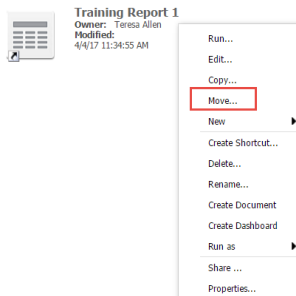 Training Report 1
Owner: Teresa Allen
Modified:
4/4/17 11:34:55 AM
Run...
Edit...
Copy...
Move...
New
Create Shortcut...
Delete...
Rename...
Create Document
Create Dashboard
Run as
Share ...
Properties...